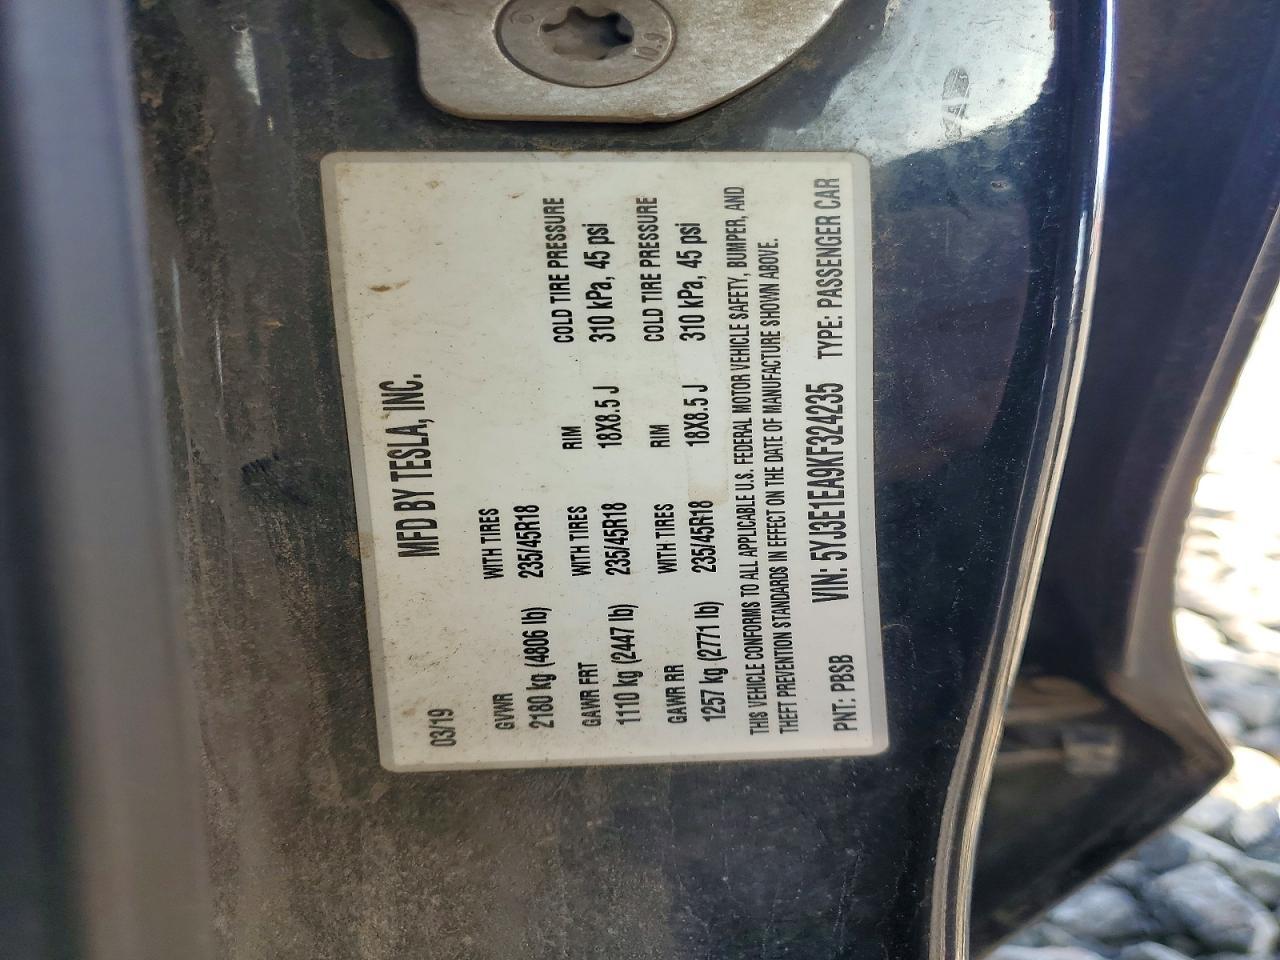 10.9
MFD BY TESLA, INC.
03/19
GVWR WITH TIRES
2180 kg (4806 lb) 235/45R18
GAWR FRT WITH TIRES RIM COLD TIRE PRESSURE
1110 kg (2447 lb) 235/45R18 18X8.5 J 310 kPa, 45 psi
GAWR RR WITH TIRES RIM COLD TIRE PRESSURE
1257 kg (2771 lb) 235/45R18 18X8.5 J 310 kPa, 45 psi
THIS VEHICLE CONFORMS TO ALL APPLICABLE U.S. FEDERAL MOTOR VEHICLE SAFETY, BUMPER, AND
THEFT PREVENTION STANDARDS IN EFFECT ON THE DATE OF MANUFACTURE SHOWN ABOVE.
PNT: PBSB VIN: 5YJ3E1EA9KF324235 TYPE: PASSENGER CAR